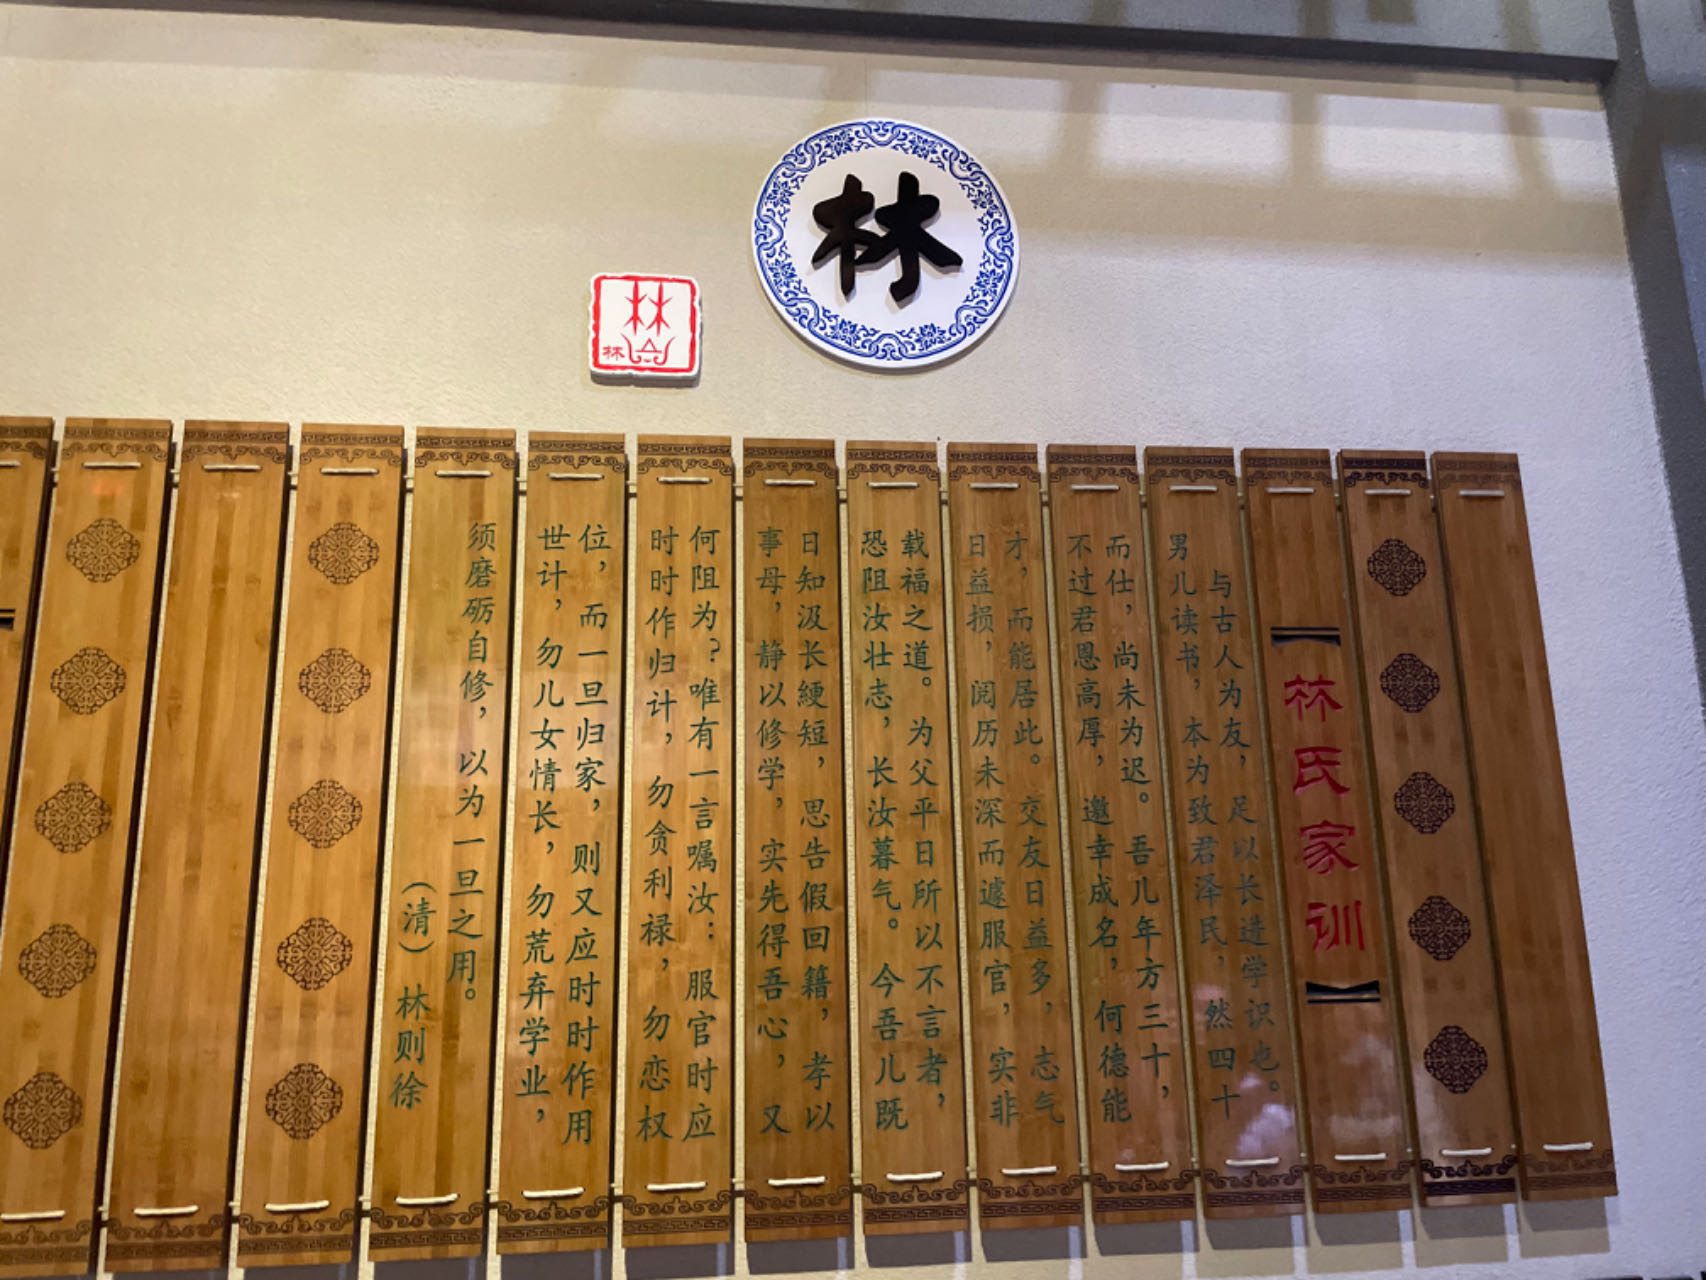 林
林
林氏家训
与古人为友,足以长进学识也。
男儿读书,本为致君泽民,然四十
而仕,尚未为迟。吾儿年方三十,
不过君恩高厚,邀幸成名,何德能
才,而能居此。交友日益多,志气
日益损,阅历未深而遽服官,实非
载福之道。为父平日所以不言者,
恐阻汝壮志,长汝暮气。今吾儿既
日知汲长绠短,思告假回籍,孝以
事母,静以修学,实先得吾心,又
何阻为?唯有一言嘱汝:服官时应
时时作归计,勿贪利禄,勿恋权
位,而一旦归家,则又应时时作用
世计,勿儿女情长,勿荒弃学业,
须磨砺自修,以为一旦之用。
(清)林则徐